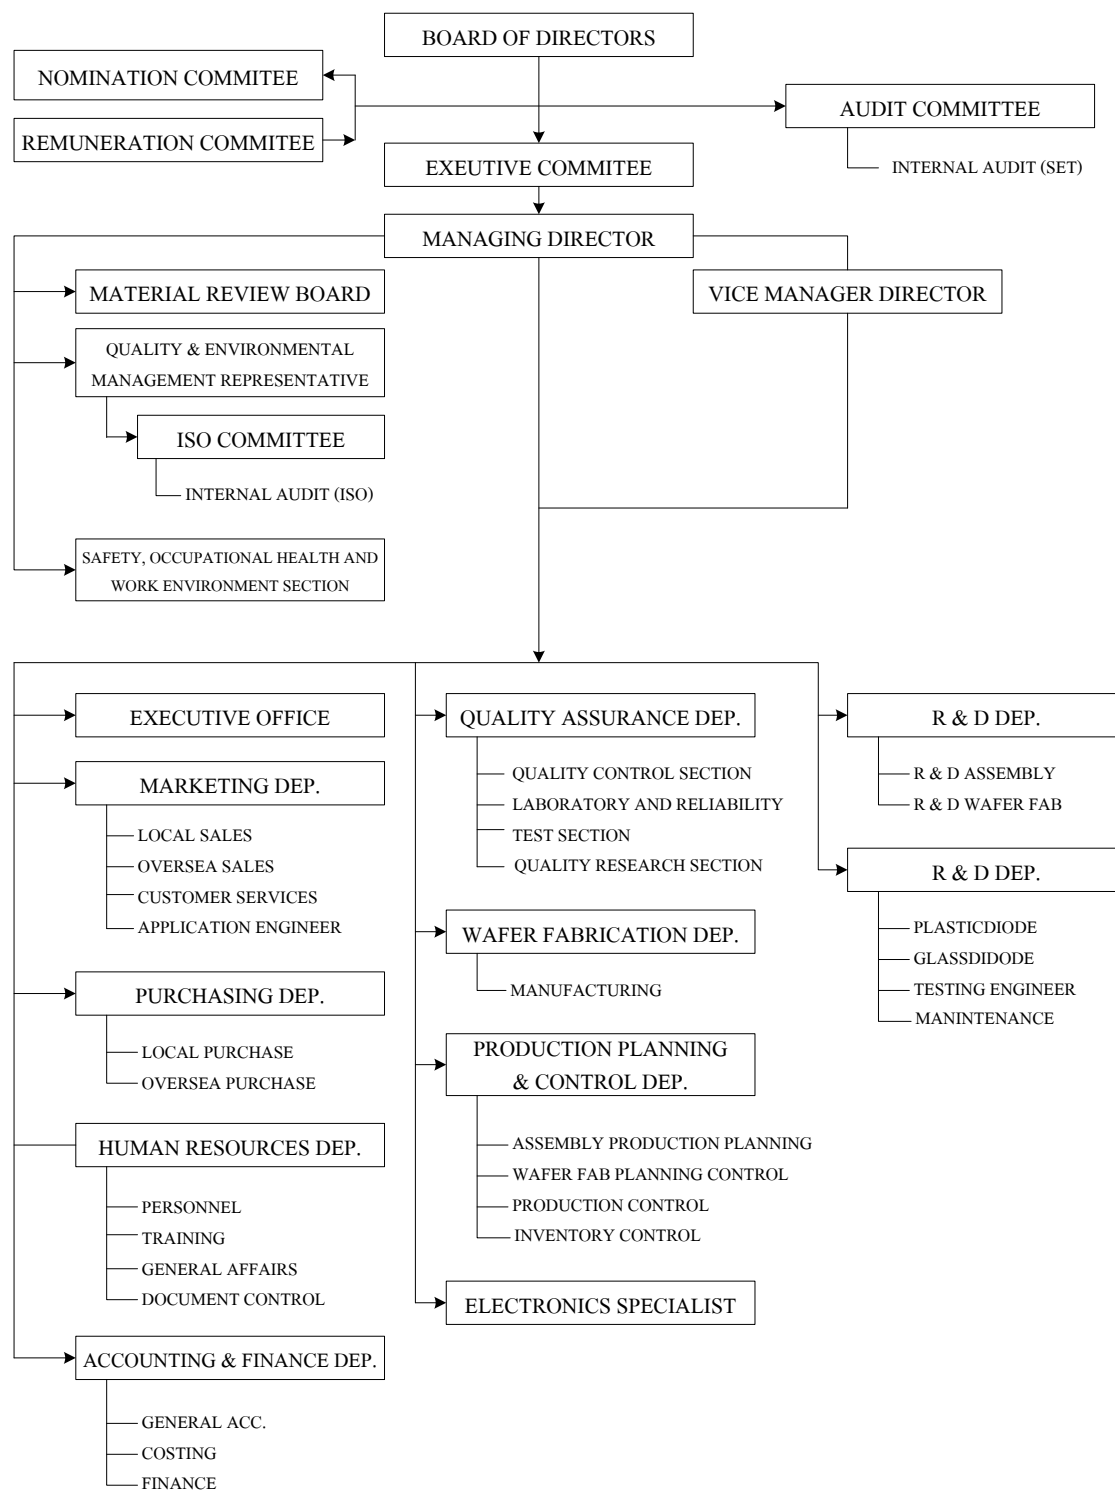 BOARD OF DIRECTORS
NOMINATION COMMITEE
AUDIT COMMITTEE
REMUNERATION COMMITEE
EXEUTIVE COMMITEE
INTERNAL AUDIT (SET)
MANAGING DIRECTOR
MATERIAL REVIEW BOARD
VICE MANAGER DIRECTOR
QUALITY & ENVIRONMENTAL
MANAGEMENT REPRESENTATIVE
ISO COMMITTEE
INTERNAL AUDIT (ISO)
SAFETY, OCCUPATIONAL HEALTH AND
WORK ENVIRONMENT SECTION
EXECUTIVE OFFICE
MARKETING DEP.
LOCAL SALES
OVERSEA SALES
CUSTOMER SERVICES
APPLICATION ENGINEER
PURCHASING DEP.
LOCAL PURCHASE
OVERSEA PURCHASE
HUMAN RESOURCES DEP.
PERSONNEL
TRAINING
GENERAL AFFAIRS
DOCUMENT CONTROL
ACCOUNTING & FINANCE DEP.
GENERAL ACC.
COSTING
FINANCE
QUALITY ASSURANCE DEP.
QUALITY CONTROL SECTION
LABORATORY AND RELIABILITY
TEST SECTION
QUALITY RESEARCH SECTION
WAFER FABRICATION DEP.
MANUFACTURING
PRODUCTION PLANNING
& CONTROL DEP.
ASSEMBLY PRODUCTION PLANNING
WAFER FAB PLANNING CONTROL
PRODUCTION CONTROL
INVENTORY CONTROL
ELECTRONICS SPECIALIST
R & D DEP.
R & D ASSEMBLY
R & D WAFER FAB
R & D DEP.
PLASTICDIODE
GLASSDIDODE
TESTING ENGINEER
MANINTENANCE